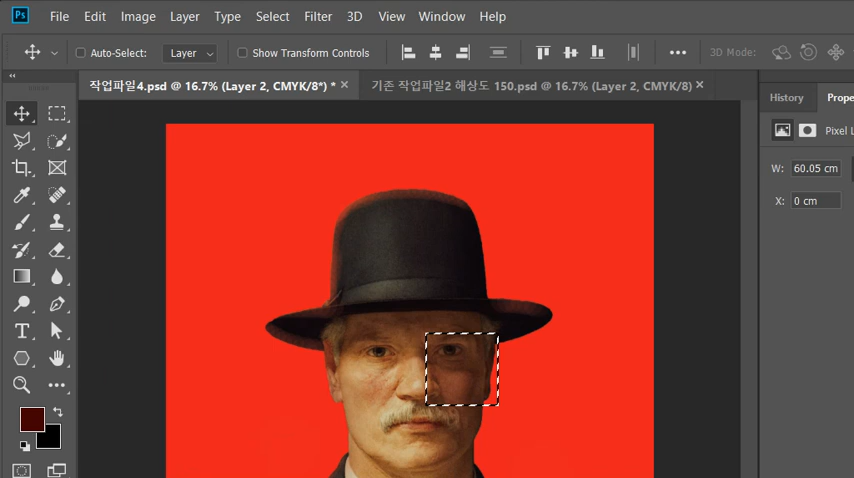 Ps File Edit Image Layer Type Select Filter 3D View Window Help
Auto-Select: Layer Show Transform Controls 3D Mode:
작업파일4.psd @ 16.7% (Layer 2, CMYK/8*) * × 기존 작업파일2 해상도 150.psd @ 16.7% (Layer 2, CMYK/8) ×
History Prope
Pixel L
W: 60.05 cm
X: 0 cm
T